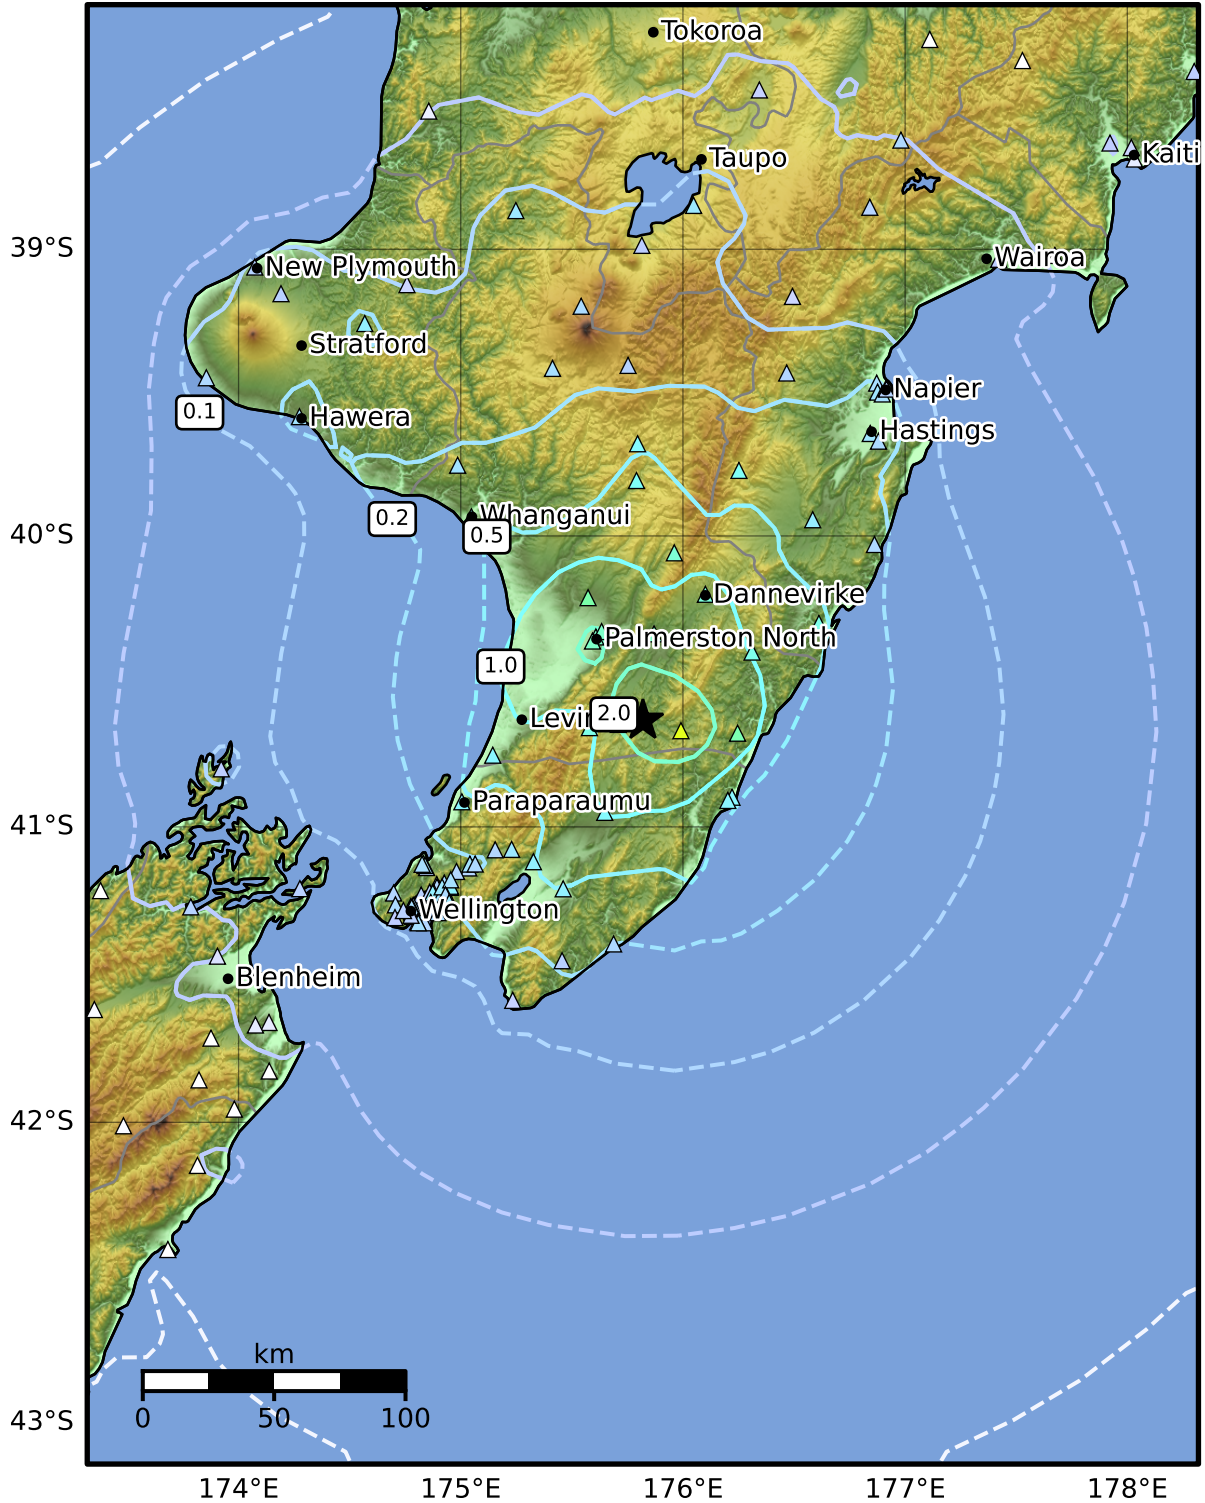 Tokoroa
Taupo
Kaiti
39°S
Wairoa
New Plymouth
Stratford
Napier
0.1
Hawera
Hastings
Whanganui
0.2
0.5
40°S
Dannevirke
Palmerston North
1.0
Levin
2.0
Paraparaumu
41°S
Wellington
Blenheim
42°S
km
0 50 100
43°S
174°E 175°E 176°E 177°E 178°E